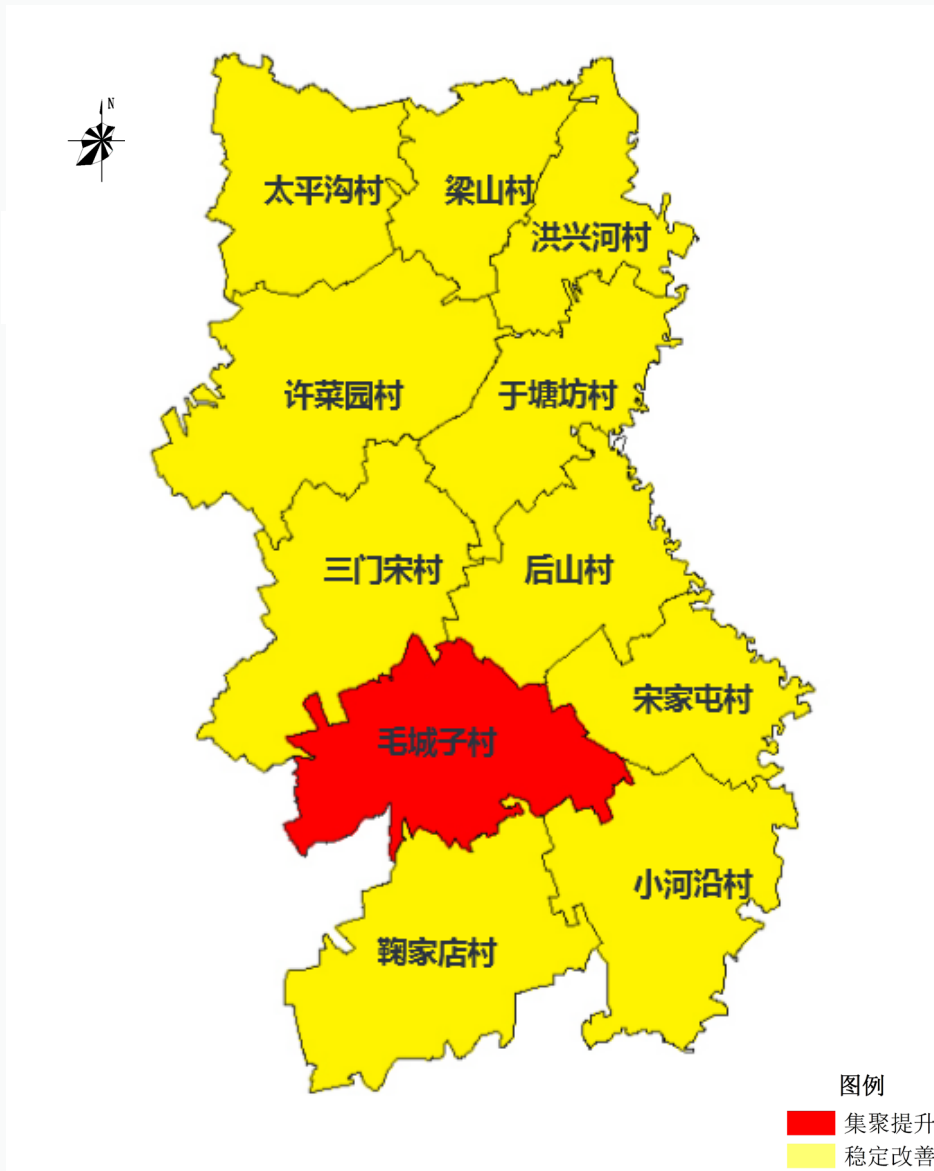 N
太平沟村
梁山村
洪兴河村
许菜园村
于塘坊村
三门宋村
后山村
宋家屯村
毛城子村
小河沿村
鞠家店村
图例
集聚提升
稳定改善